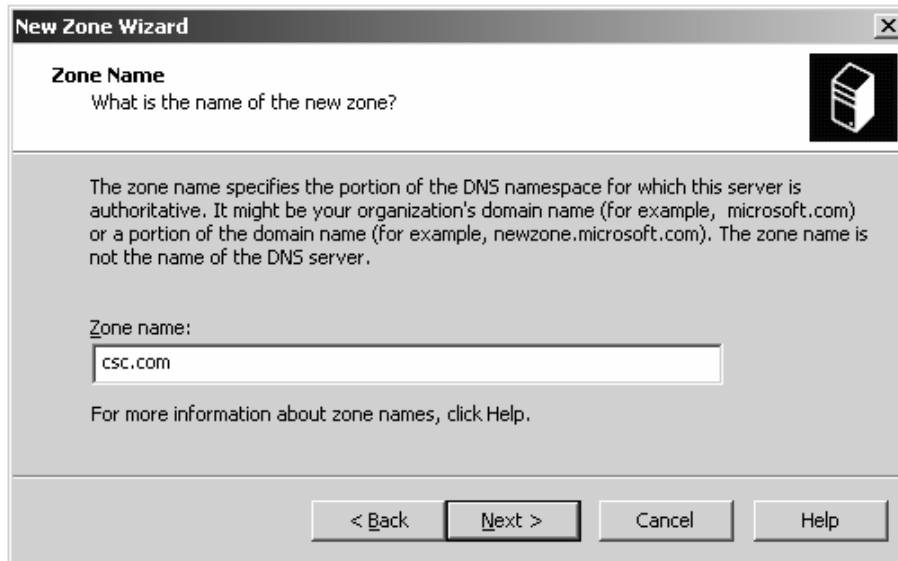 New Zone Wizard
Zone Name
What is the name of the new zone?
The zone name specifies the portion of the DNS namespace for which this server is
authoritative. It might be your organization's domain name (for example, microsoft.com)
or a portion of the domain name (for example, newzone.microsoft.com). The zone name is
not the name of the DNS server.
Zone name:
csc.com
For more information about zone names, click Help.
< Back Next > Cancel Help